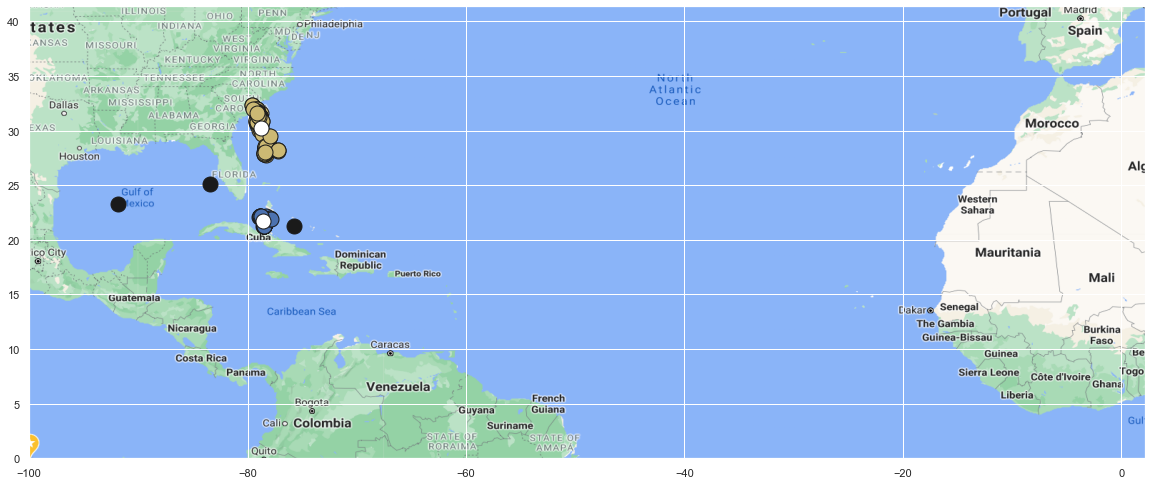 40
35
30
25
20
15
10
5
0
−100
−80
−60
−40
−20
0
tates
ILLINOIS
OHIO
PENN
INDIANA
Philadelphia
MD
DE NJ
KANSAS
MISSOURI
WEST
VIRGINIA
KENTUCKY
VIRGINIA
OKLAHOMA
TENNESSEE
NORTH
CAROLINA
ARKANSAS
Dallas
MISSISSIPPI
SOUTH
CARO
ALABAMA
GEORGIA
EXAS
LOUISIANA
Houston
FLORIDA
Gulf of
Mexico
Cuba
ico City
Dominican
Republic
Puerto Rico
Guatemala
Caribbean Sea
Nicaragua
Costa Rica
Panama
Caracas
Venezuela
Bogota
Cali
Colombia
Guyana
French
Guiana
Suriname
STATE OF
RORAIMA
STATE OF
AMAPA
Quito
North
Atlantic
Ocean
Portugal
Madrid
Spain
Morocco
Alg
Western
Sahara
Mauritania
Mali
Dakar
Senegal
The Gambia
Guinea-Bissau
Guinea
Burkina
Faso
Sierra Leone
Côte d'Ivoire
Ghana
Liberia
Be
Togo
Gulf